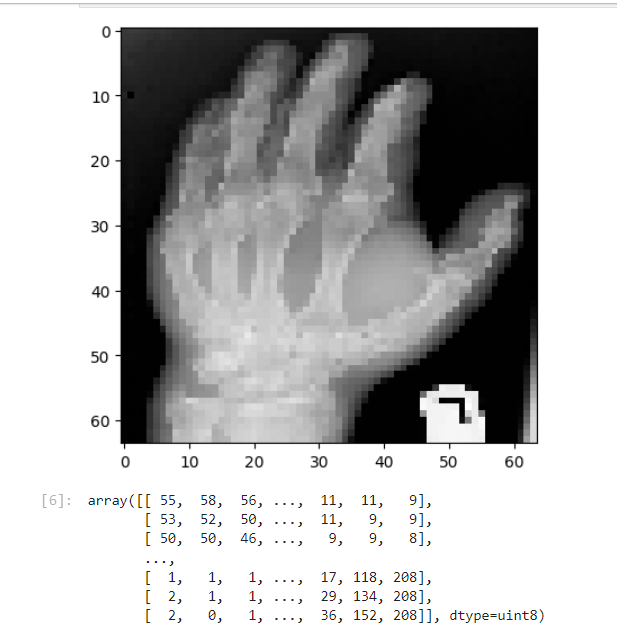 0
10
20
30
40
50
60
0 10 20 30 40 50 60
[6]: array([[ 55, 58, 56, ..., 11, 11, 9],
[ 53, 52, 50, ..., 11, 9, 9],
[ 50, 50, 46, ..., 9, 9, 8],
...,
[ 1, 1, 1, ..., 17, 118, 208],
[ 2, 1, 1, ..., 29, 134, 208],
[ 2, 0, 1, ..., 36, 152, 208]], dtype=uint8)